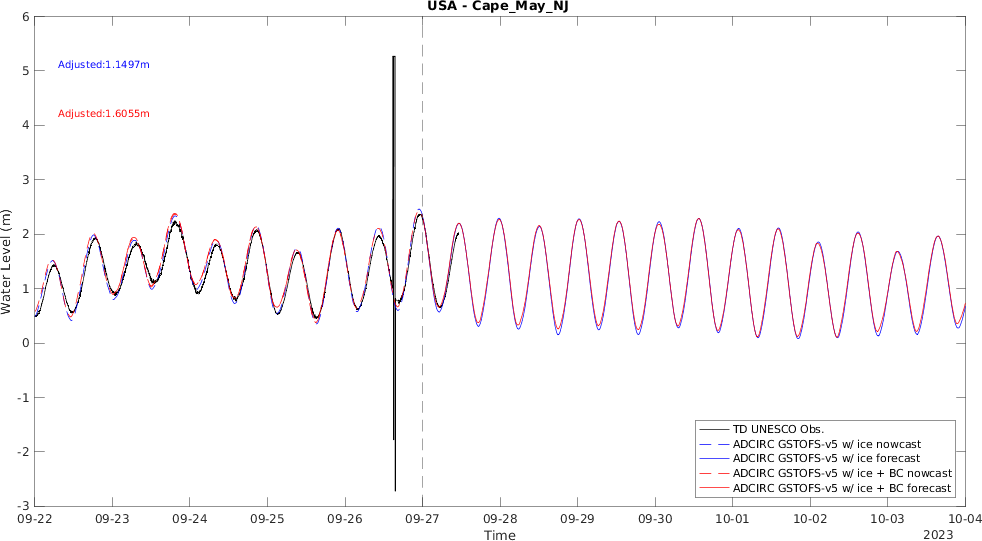 USA - Cape_May_NJ
6
5
4
3
2
1
0
-1
-2
-3
Water Level (m)
Adjusted:1.1497m
Adjusted:1.6055m
TD UNESCO Obs.
ADCIRC GSTOFS-v5 w/ ice nowcast
ADCIRC GSTOFS-v5 w/ ice forecast
ADCIRC GSTOFS-v5 w/ ice + BC nowcast
ADCIRC GSTOFS-v5 w/ ice + BC forecast
09-22 09-23 09-24 09-25 09-26 09-27 09-28 09-29 09-30 10-01 10-02 10-03 10-04
Time
2023